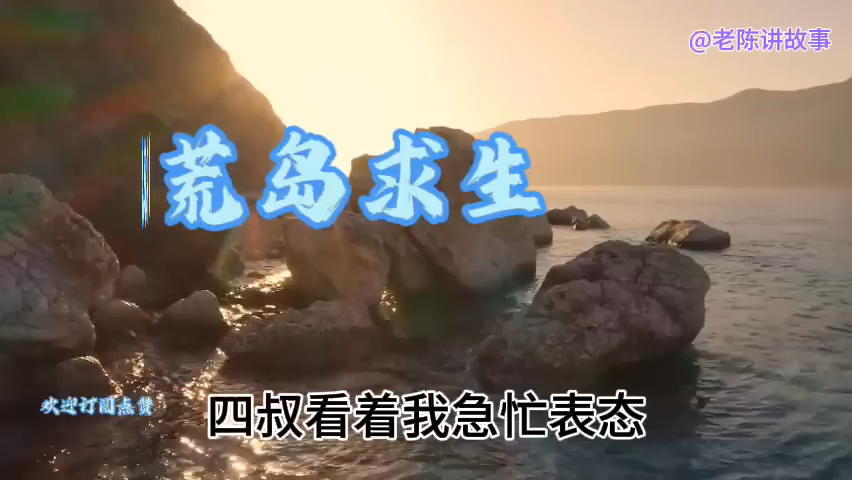 @老陈讲故事
荒岛求生
欢迎订阅点赞
四叔看着我急忙表态